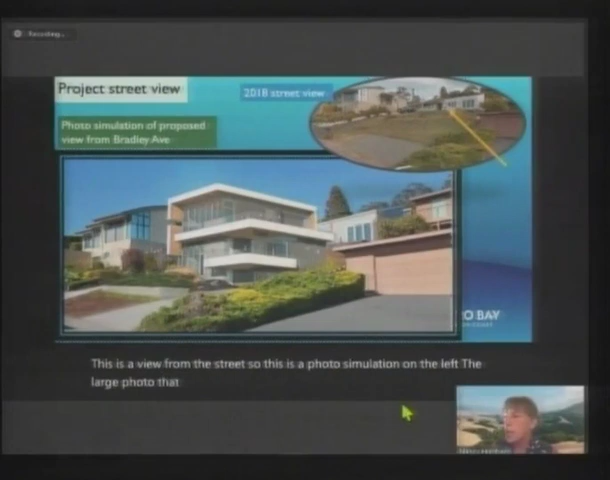 Recording...
Project street view
2018 street view
Photo simulation of proposed
view from Bradley Ave
O BAY
This is a view from the street so this is a photo simulation on the left The
large photo that